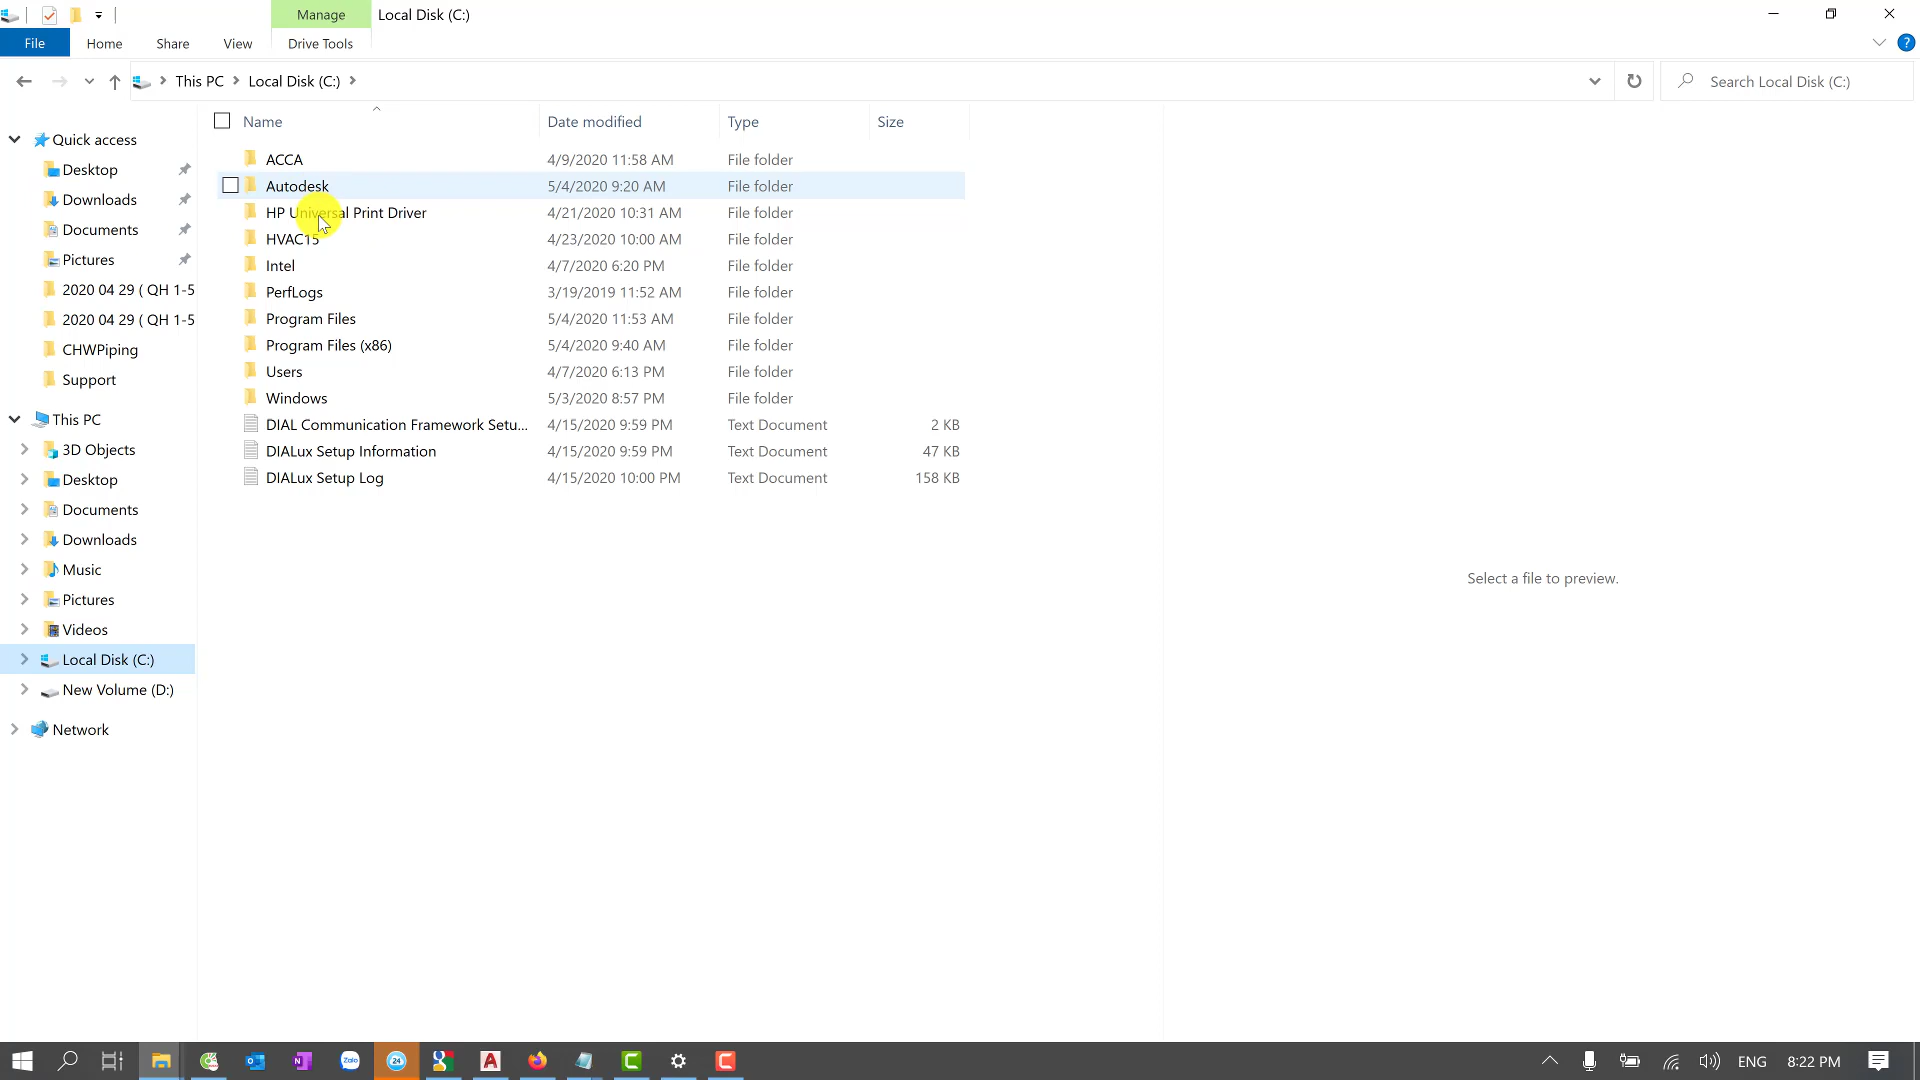 Manage
Local Disk (C:)
File
Home
Share
View
Drive Tools
This PC
Local Disk (C:)
Search Local Disk (C:)
Name
Date modified
Type
Size
Quick access
Desktop
Downloads
Documents
Pictures
2020 04 29 ( QH 1-5
2020 04 29 ( QH 1-5
CHWPiping
Support
This PC
3D Objects
Desktop
Documents
Downloads
Music
Pictures
Videos
Local Disk (C:)
New Volume (D:)
Network
ACCA 4/9/2020 11:58 AM File folder
Autodesk 5/4/2020 9:20 AM File folder
HP Universal Print Driver 4/21/2020 10:31 AM File folder
HVAC15 4/23/2020 10:00 AM File folder
Intel 4/7/2020 6:20 PM File folder
PerfLogs 3/19/2019 11:52 AM File folder
Program Files 5/4/2020 11:53 AM File folder
Program Files (x86) 5/4/2020 9:40 AM File folder
Users 4/7/2020 6:13 PM File folder
Windows 5/3/2020 8:57 PM File folder
DIAL Communication Framework Setu... 4/15/2020 9:59 PM Text Document 2 KB
DIALux Setup Information 4/15/2020 9:59 PM Text Document 47 KB
DIALux Setup Log 4/15/2020 10:00 PM Text Document 158 KB
Select a file to preview.
Zalo
24
ENG
8:22 PM